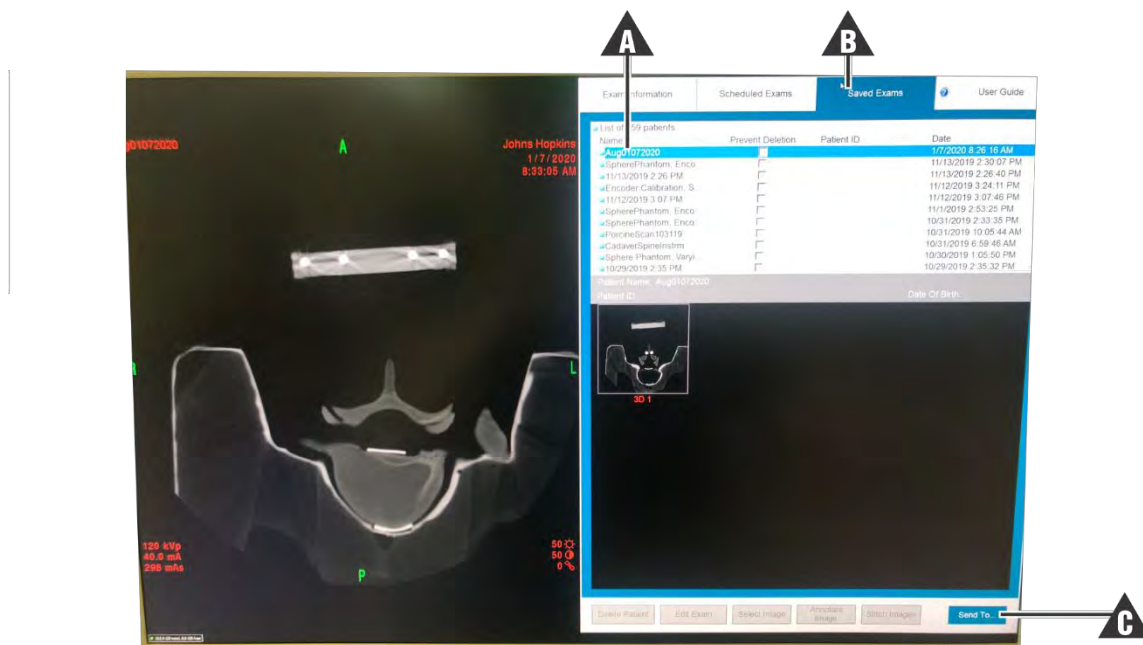 A
B
Exam Information
Scheduled Exams
Saved Exams
User Guide
g01072020
A
Johns Hopkins
1/7/2020
8:33:05 AM
List of 59 patients
Name Prevent Deletion Patient ID Date
Aug01072020 1/7/2020 8:26:16 AM
SpherePhantom, Enco... 11/13/2019 2:30:07 PM
11/13/2019 2:26 PM 11/13/2019 2:26:40 PM
Encoder Calibration, S... 11/12/2019 3:24:11 PM
11/12/2019 3:07 PM 11/12/2019 3:07:46 PM
SpherePhantom, Enco... 11/1/2019 2:53:25 PM
SpherePhantom, Enco... 10/31/2019 2:33:35 PM
PorcineScan103119 10/31/2019 10:05:44 AM
CadaverSpineInstrm 10/31/2019 6:59:46 AM
Sphere Phantom, Varyi... 10/30/2019 1:05:50 PM
10/29/2019 2:35 PM 10/29/2019 2:35:32 PM
Patient Name: Aug01072020
Patient ID: Date Of Birth:
R
L
3D 1
120 kVp
40.0 mA
298 mAs
50
50
0
P
Delete Patient
Edit Exam
Select Image
Annotate Image
Stitch Images
Send To...
C